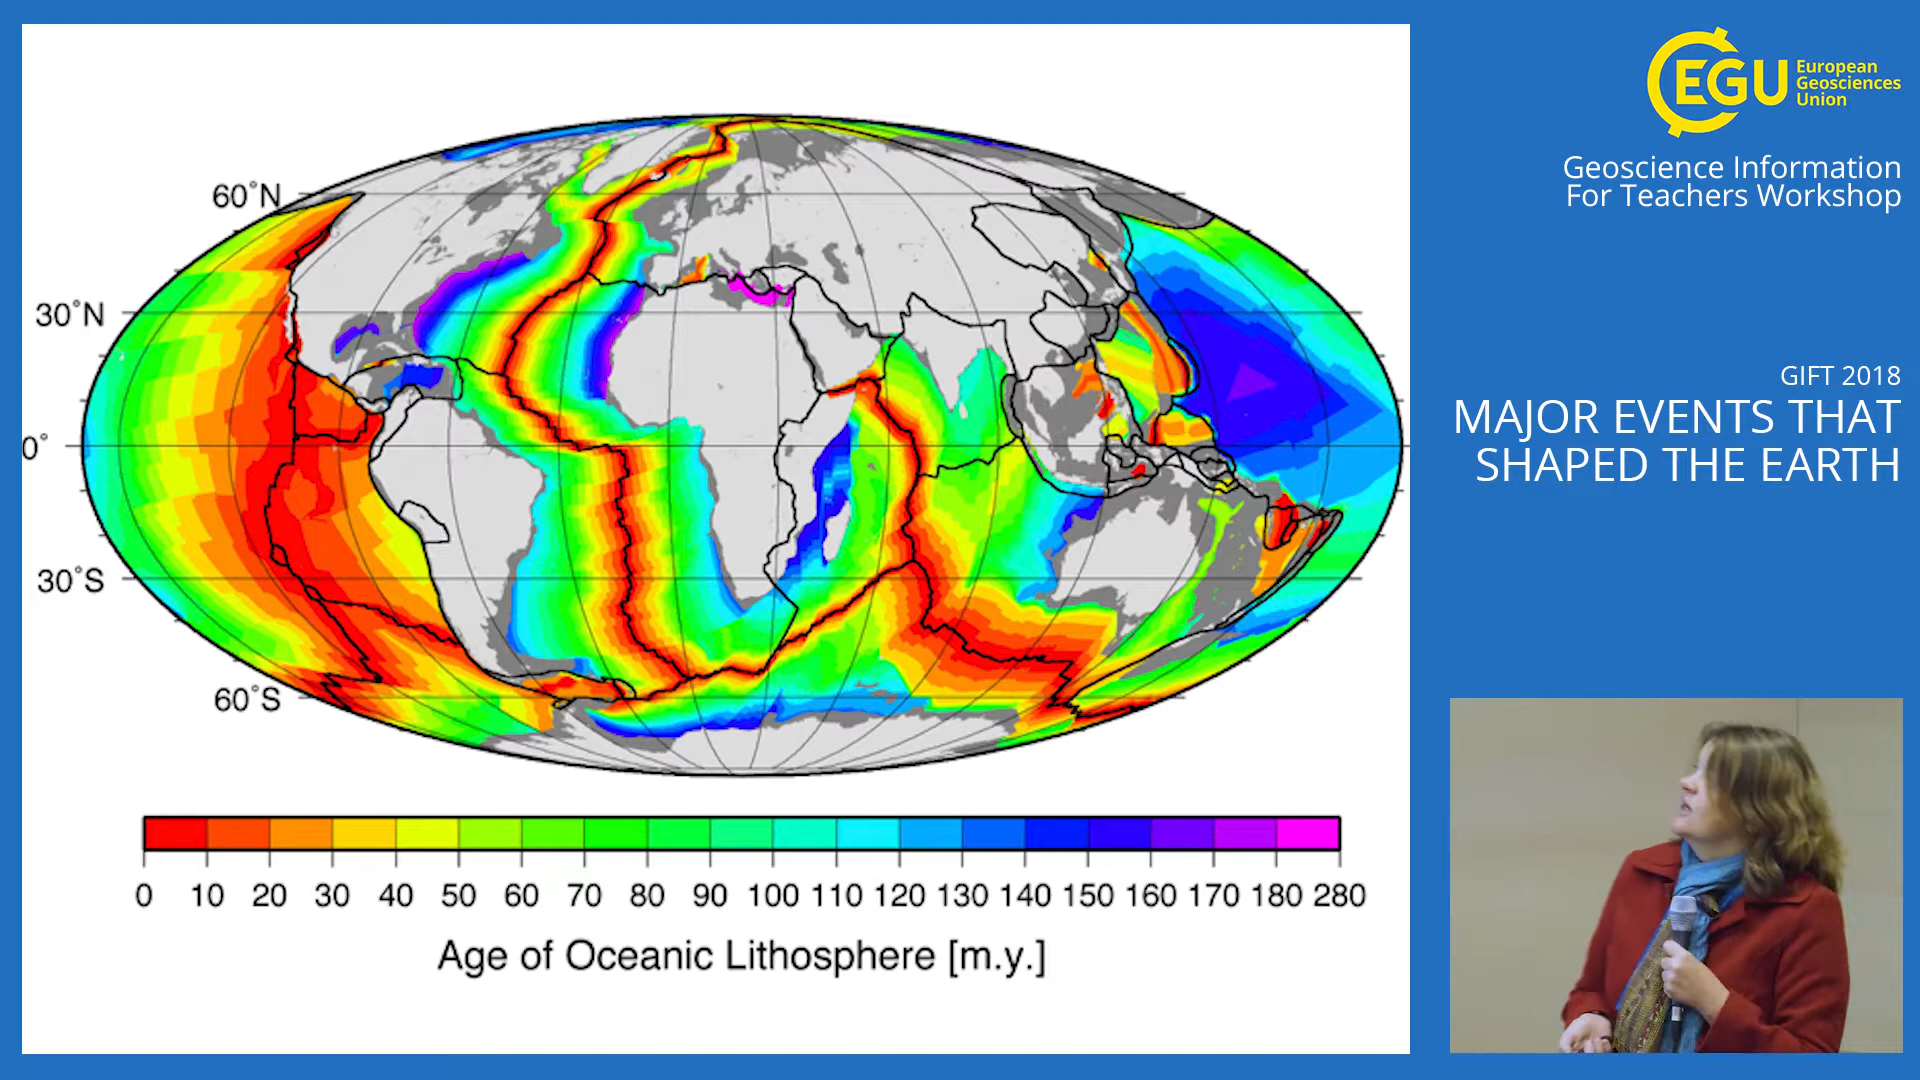 60°N
30°N
0°
30°S
60°S
0 10 20 30 40 50 60 70 80 90 100 110 120 130 140 150 160 170 180 280
Age of Oceanic Lithosphere [m.y.]
EGU
European
Geosciences
Union
Geoscience Information
For Teachers Workshop
GIFT 2018
MAJOR EVENTS THAT
SHAPED THE EARTH